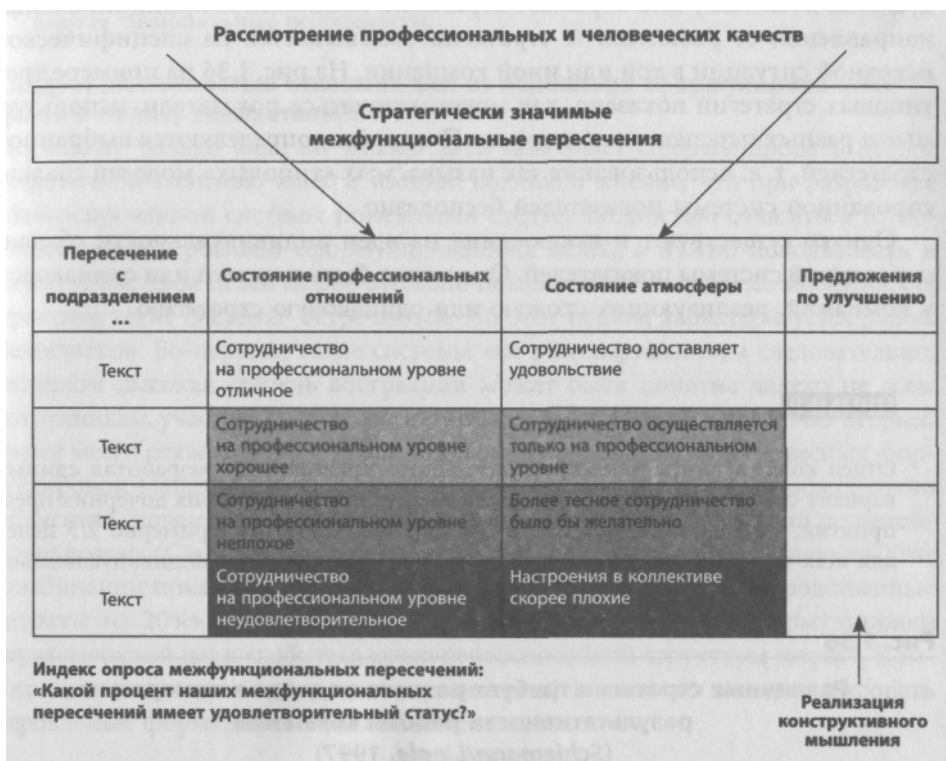 Рассмотрение профессиональных и человеческих качеств
Стратегически значимые
межфункциональные пересечения
Пересечение
с
подразделением
...
Состояние профессиональных
отношений
Состояние атмосферы
Предложения
по улучшению
Текст
Сотрудничество
на профессиональном уровне
отличное
Сотрудничество доставляет
удовольствие
Текст
Сотрудничество
на профессиональном уровне
хорошее
Сотрудничество осуществляется
только на профессиональном
уровне
Текст
Сотрудничество
на профессиональном уровне
неплохое
Более тесное сотрудничество
было бы желательно
Текст
Сотрудничество
на профессиональном уровне
неудовлетворительное
Настроения в коллективе
скорее плохие
Индекс опроса межфункциональных пересечений:
«Какой процент наших межфункциональных
пересечений имеет удовлетворительный статус?»
Реализация
конструктивного
мышления